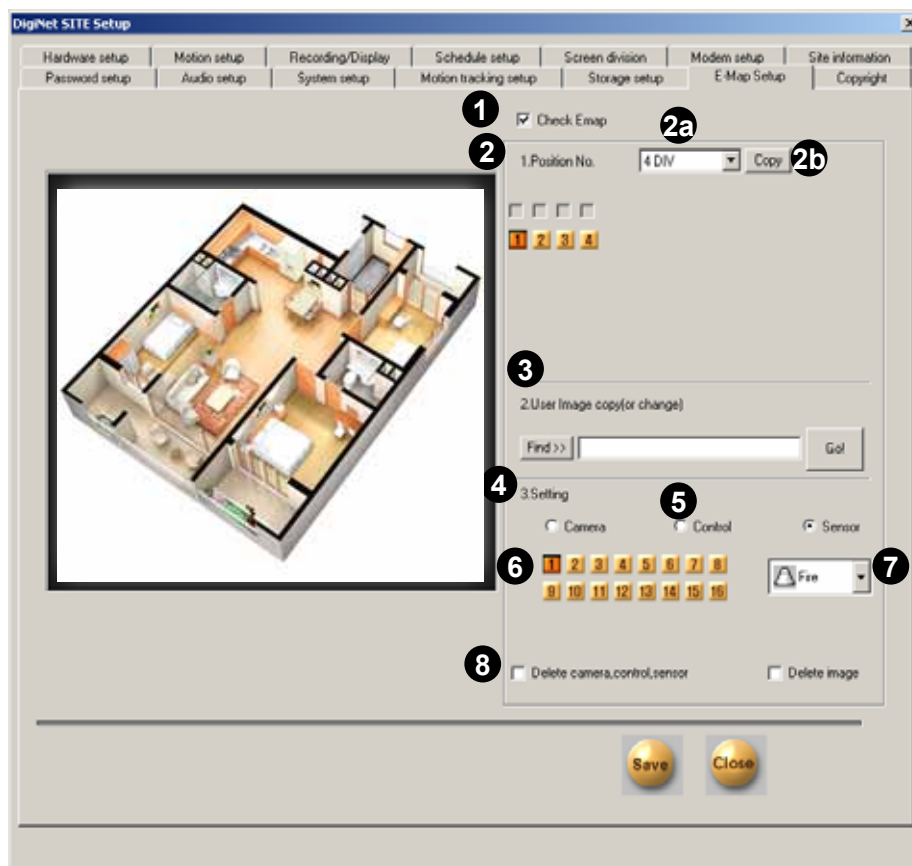 DigiNet SITE Setup
Hardware setup Motion setup Recording/Display Schedule setup Screen division Modem setup Site information
Password setup Audio setup System setup Motion tracking setup Storage setup E-Map Setup Copyright
1 Check Emap
2a
2 1.Position No. 4 DIV Copy 2b
1 2 3 4
3
2.User Image copy(or change)
Find >> Go!
4 3.Setting
5
Camera Control Sensor
6 1 2 3 4 5 6 7 8 Fire 7
9 10 11 12 13 14 15 16
8 Delete camera,control,sensor Delete image
Save Close